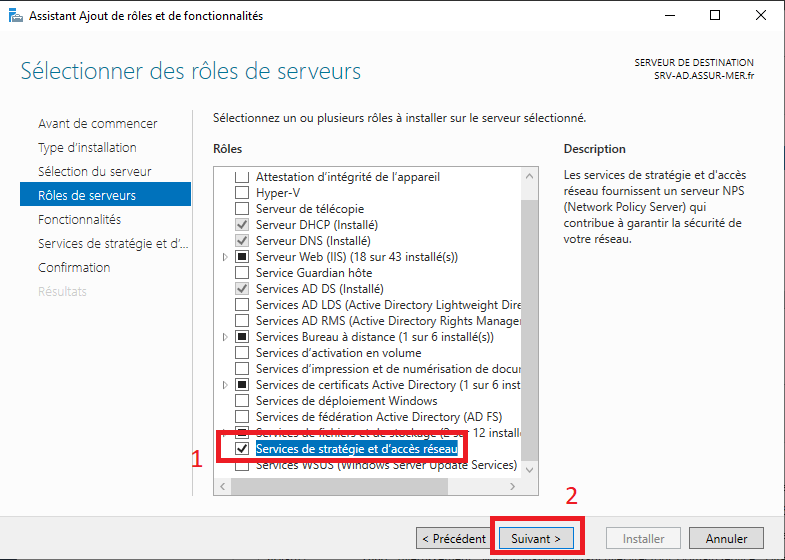 Assistant Ajout de rôles et de fonctionnalités
Sélectionner des rôles de serveurs
SERVEUR DE DESTINATION
SRV-AD.ASSUR-MER.fr
Avant de commencer
Type d'installation
Sélection du serveur
Rôles de serveurs
Fonctionnalités
Services de stratégie et d'...
Confirmation
Résultats
Sélectionnez un ou plusieurs rôles à installer sur le serveur sélectionné.
Rôles
Attestation d'intégrité de l'appareil
Hyper-V
Serveur de télécopie
Serveur DHCP (Installé)
Serveur DNS (Installé)
Serveur Web (IIS) (18 sur 43 installé(s))
Service Guardian hôte
Services AD DS (Installé)
Services AD LDS (Active Directory Lightweight Dire
Services AD RMS (Active Directory Rights Manager
Services Bureau à distance (1 sur 6 installé(s))
Services d'activation en volume
Services d'impression et de numérisation de docu
Services de certificats Active Directory (1 sur 6 inst
Services de déploiement Windows
Services de fédération Active Directory (AD FS)
Services de fichiers et de stockage (2 sur 12 install
1
Services de stratégie et d'accès réseau
Services WSUS (Windows Server Update Services)
Description
Les services de stratégie et d'accès
réseau fournissent un serveur NPS
(Network Policy Server) qui
contribue à garantir la sécurité de
votre réseau.
2
< Précédent
Suivant >
Installer
Annuler